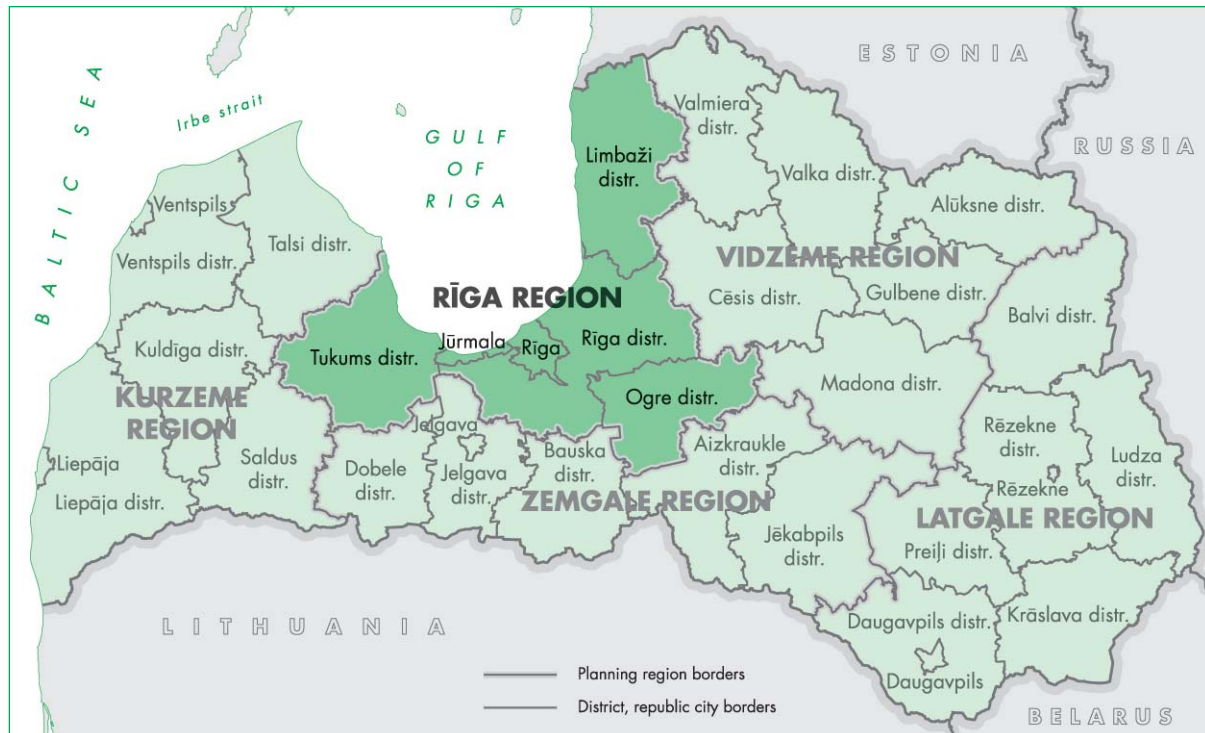 ESTONIA
RUSSIA
BALTIC SEA
Irbe strait
GULF
OF
RIGA
Valmiera
distr.
Limbaži
distr.
Valka distr.
Alūksne distr.
Ventspils
Talsi distr.
Ventspils distr.
VIDZEME REGION
RĪGA REGION
Cēsis distr.
Gulbene distr.
Balvi distr.
Jūrmala
Rīga
Rīga distr.
Kuldīga distr.
Tukums distr.
Madona distr.
Ogre distr.
KURZEME
REGION
Jelgava
Aizkraukle
distr.
Rēzekne
distr.
Ludza
distr.
Liepāja
Saldus
distr.
Dobele
distr.
Jelgava
distr.
Bauska
distr.
Liepāja distr.
ZEMGALE REGION
Rēzekne
LATGALE REGION
Jēkabpils
distr.
Preiļi distr.
LITHUANIA
Daugavpils distr.
Krāslava distr.
Daugavpils
Planning region borders
District, republic city borders
BELARUS